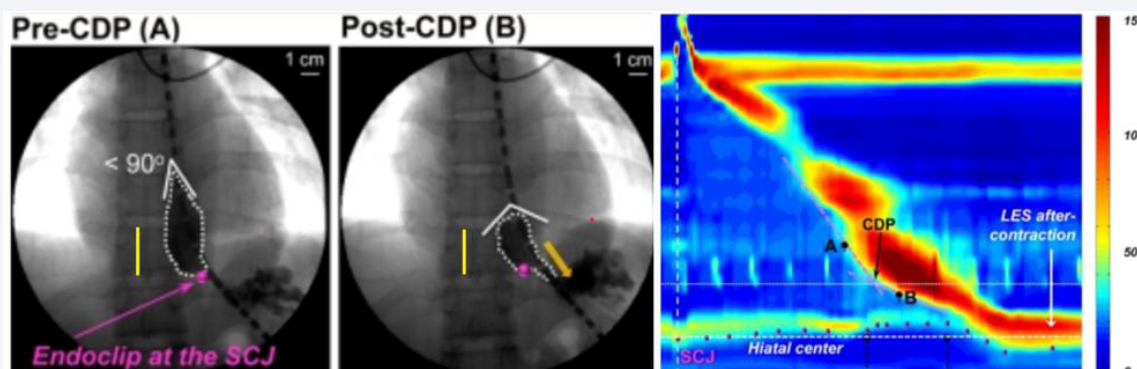 Pre-CDP (A)
1 cm
< 90°
Endoclip at the SCJ
Post-CDP (B)
1 cm
A
CDP
B
LES after-
contraction
SCJ
Hiatal center
50